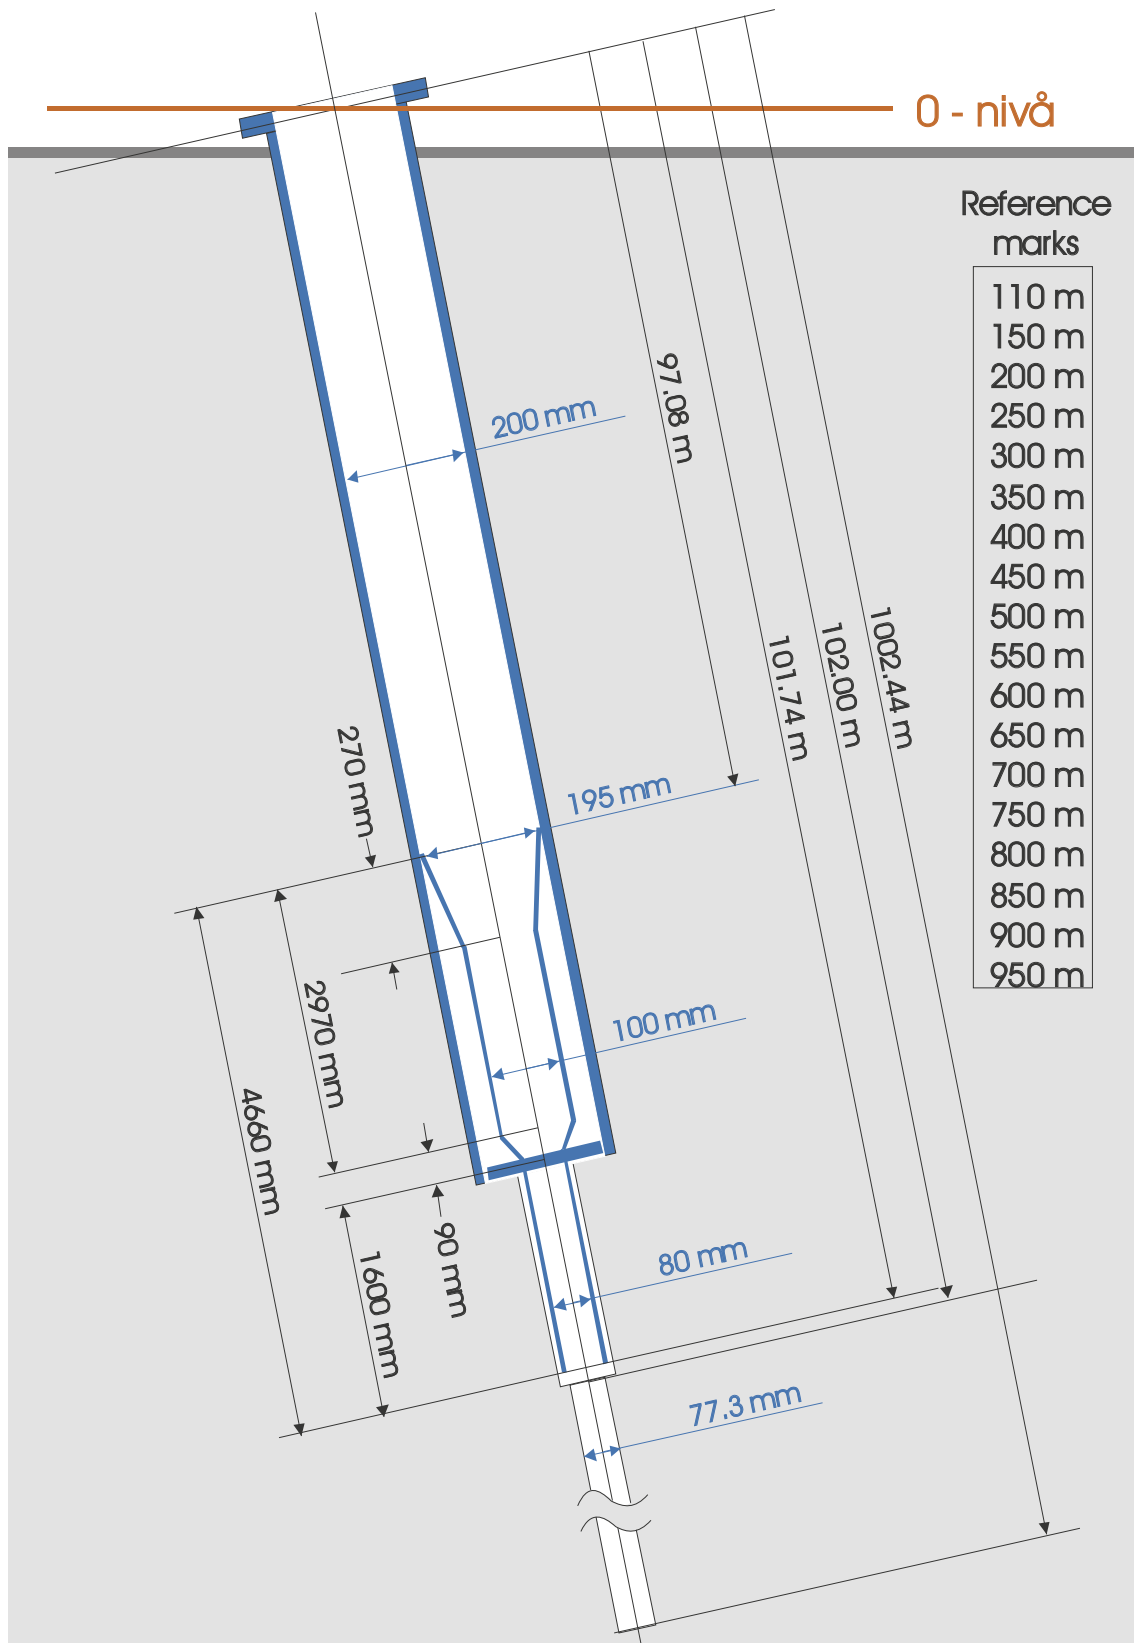 0 - nivå
Reference
marks
110 m
150 m
200 m
250 m
300 m
350 m
400 m
450 m
500 m
550 m
600 m
650 m
700 m
750 m
800 m
850 m
900 m
950 m
97.08 m
200 mm
101.74 m
102.00 m
1002.44 m
270 mm
195 mm
2970 mm
100 mm
4660 mm
90 mm
1600 mm
80 mm
77.3 mm